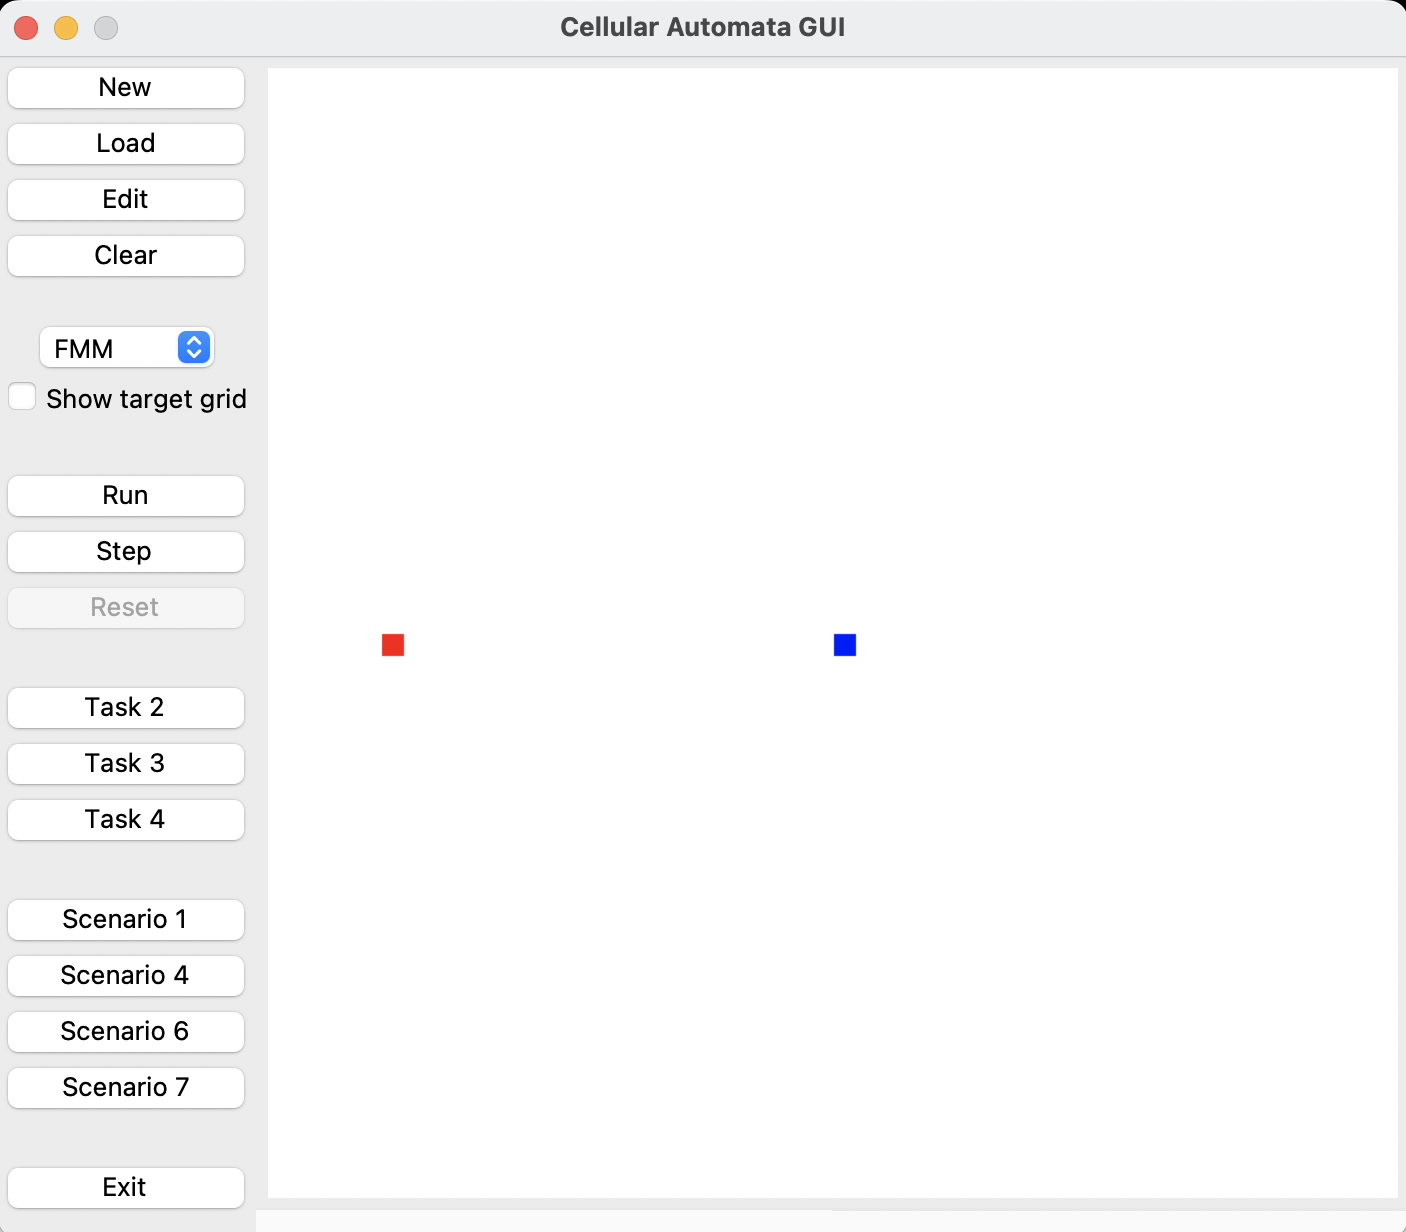 Cellular Automata GUI
New
Load
Edit
Clear
FMM
Show target grid
Run
Step
Reset
Task 2
Task 3
Task 4
Scenario 1
Scenario 4
Scenario 6
Scenario 7
Exit